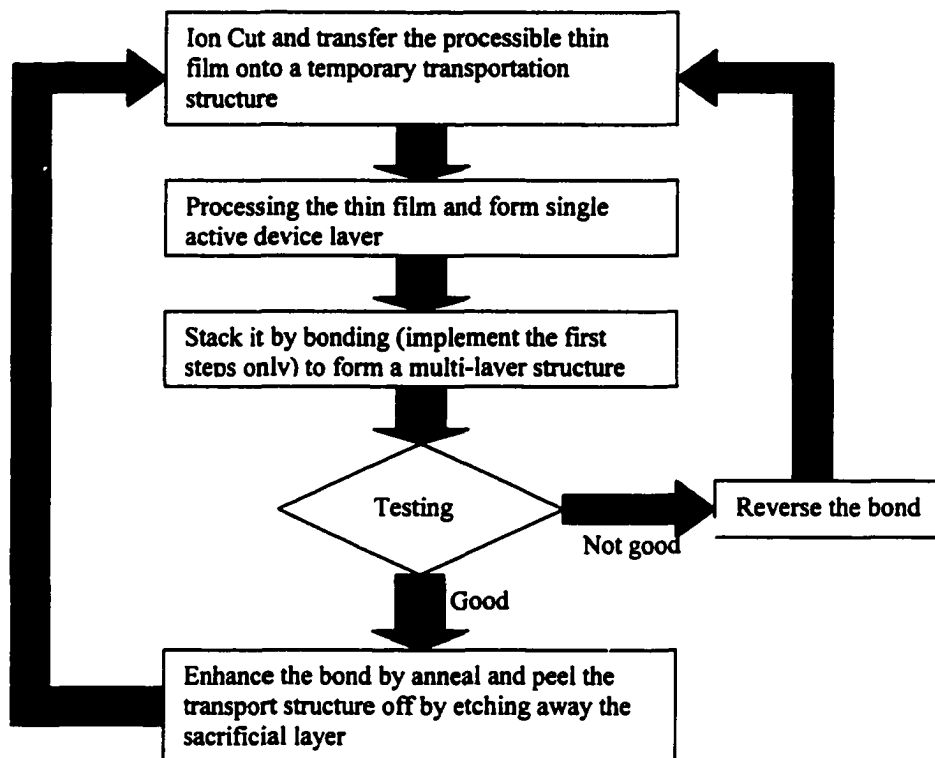 Ion Cut and transfer the processible thin
film onto a temporary transportation
structure
Processing the thin film and form single
active device layer
Stack it by bonding (implement the first
steps only) to form a multi-layer structure
Testing
Not good
Reverse the bond
Good
Enhance the bond by anneal and peel the
transport structure off by etching away the
sacrificial layer